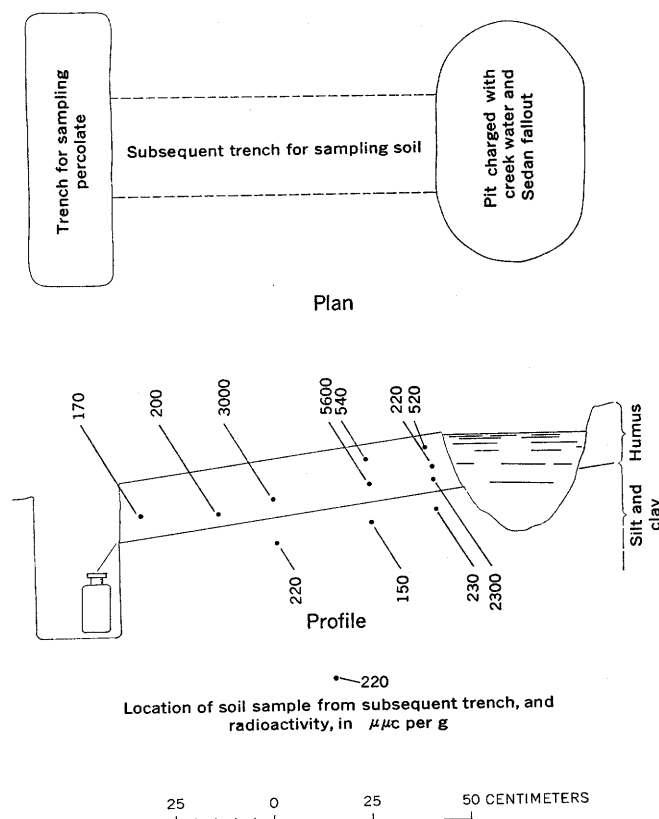 Trench for sampling
percolate
Subsequent trench for sampling soil
Pit charged with
creek water and
Sedan fallout
Plan
170
200
3000
5600
540
220
520
Humus
Silt and
clay
220
150
230
2300
Profile
220
Location of soil sample from subsequent trench, and
radioactivity, in μμc per g
25 0 25 50 CENTIMETERS